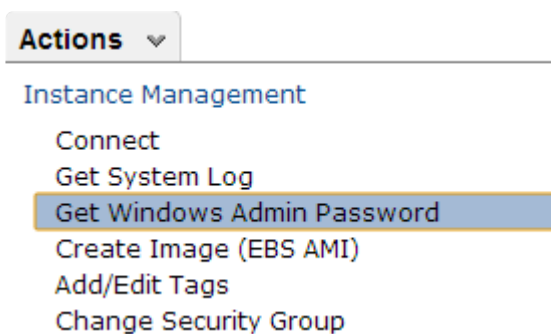 Actions
Instance Management
Connect
Get System Log
Get Windows Admin Password
Create Image (EBS AMI)
Add/Edit Tags
Change Security Group